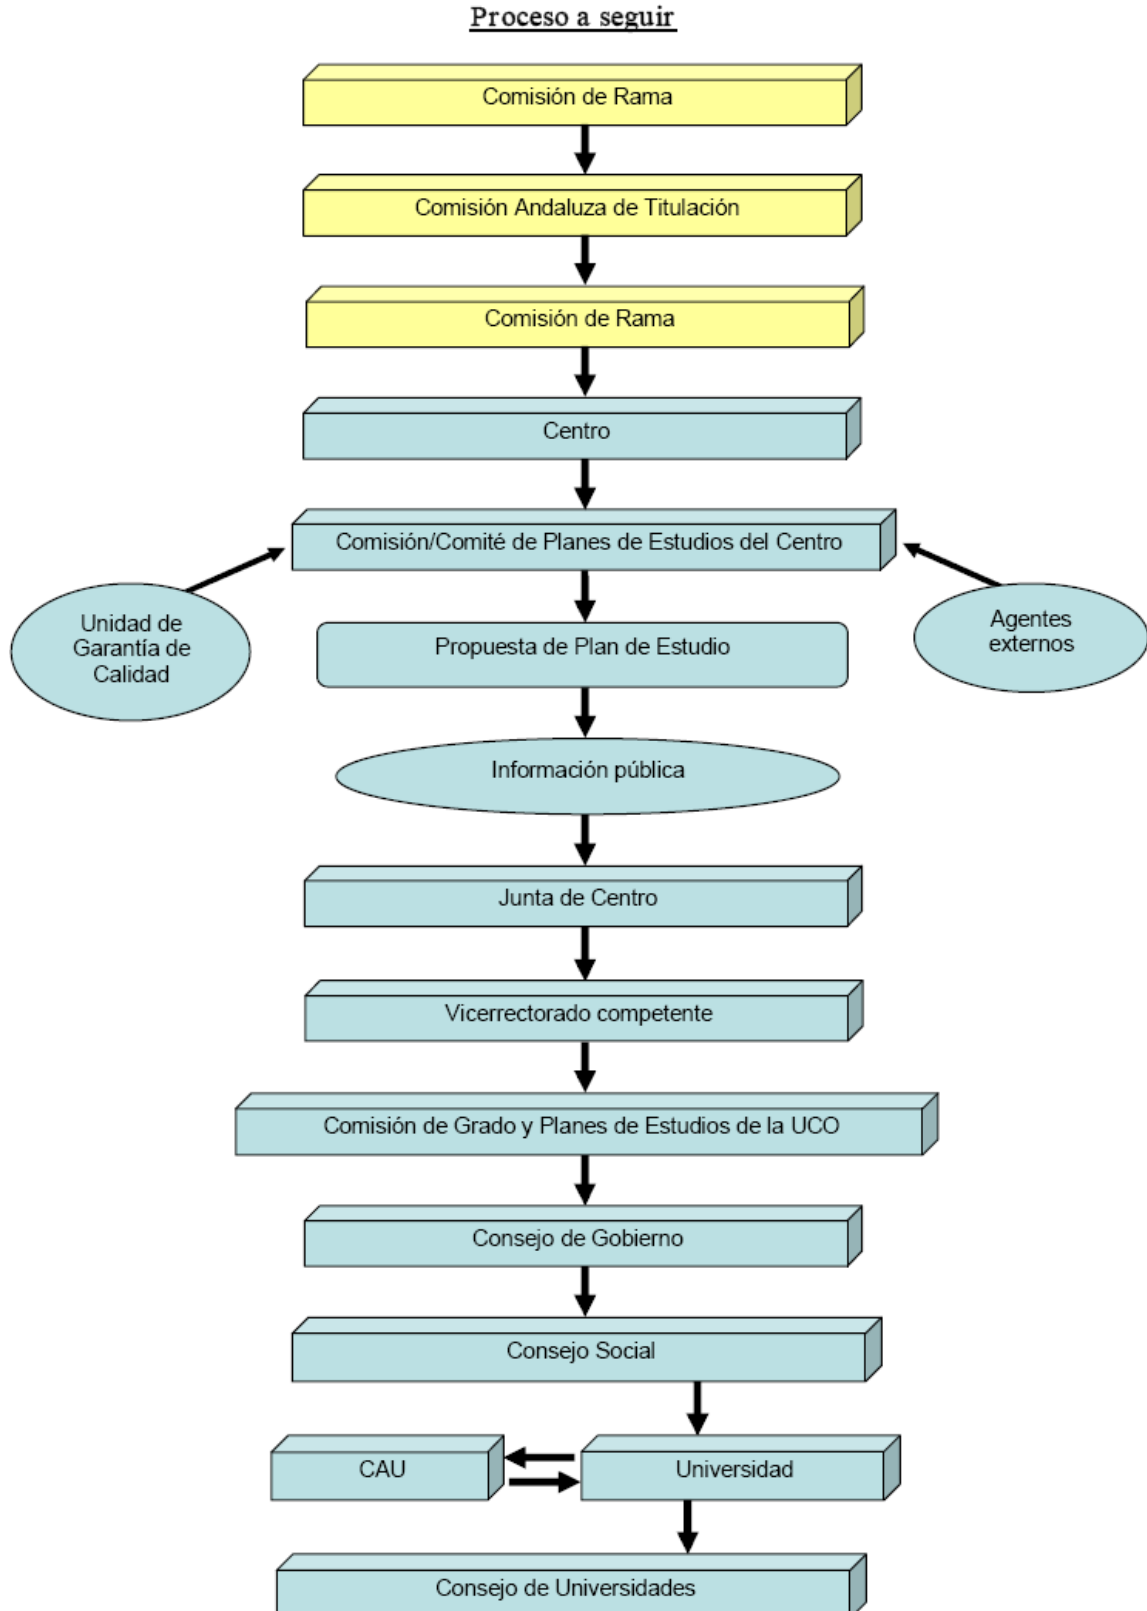 Proceso a seguir
Comisión de Rama
Comisión Andaluza de Titulación
Comisión de Rama
Centro
Comisión/Comité de Planes de Estudios del Centro
Unidad de
Garantía de
Calidad
Agentes
externos
Propuesta de Plan de Estudio
Información pública
Junta de Centro
Vicerrectorado competente
Comisión de Grado y Planes de Estudios de la UCO
Consejo de Gobierno
Consejo Social
CAU
Universidad
Consejo de Universidades